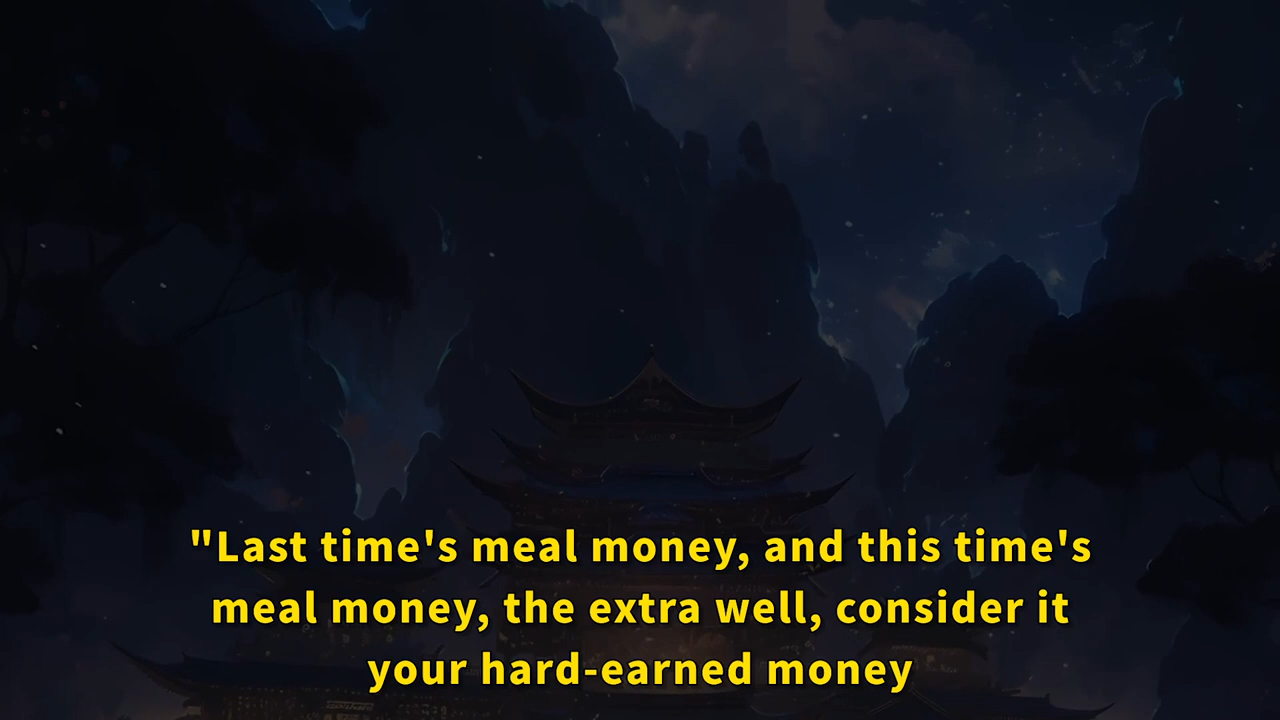 "Last time's meal money, and this time's
meal money, the extra well, consider it
your hard-earned money